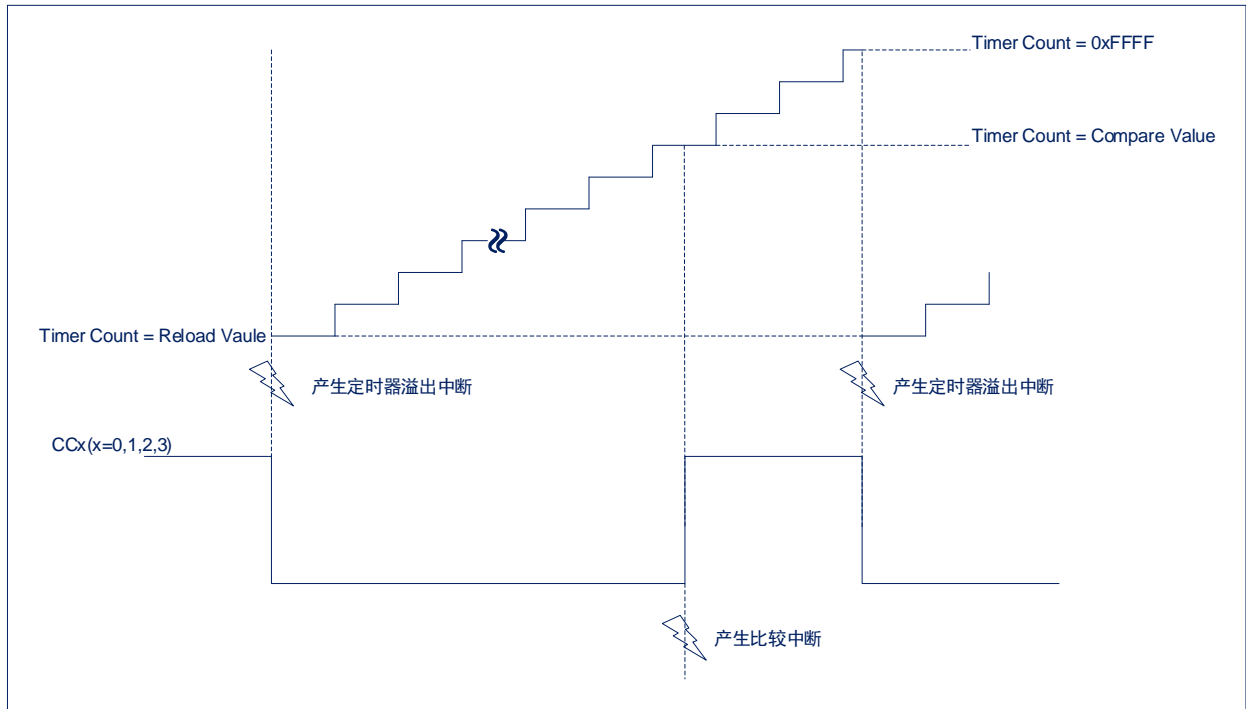 Timer Count = 0xFFFF
Timer Count = Compare Value
Timer Count = Reload Vaule
产生定时器溢出中断
产生定时器溢出中断
CCx(x=0,1,2,3)
产生比较中断